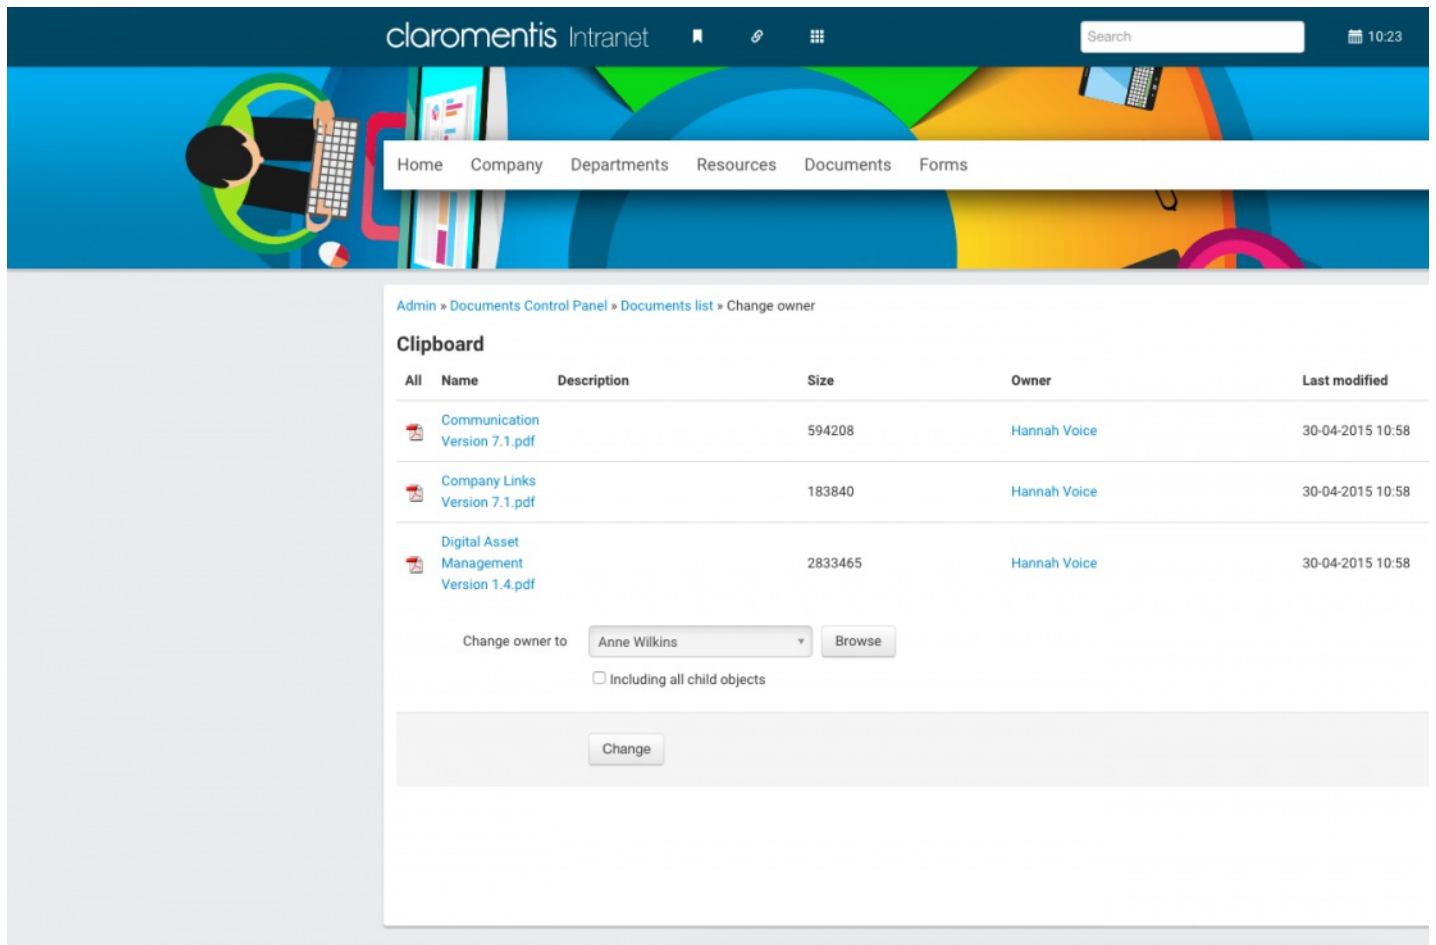 claromentis Intranet
Search
10:23
Home Company Departments Resources Documents Forms
Admin » Documents Control Panel » Documents list » Change owner
Clipboard
All Name Description Size Owner Last modified
Communication
Version 7.1.pdf
594208 Hannah Voice 30-04-2015 10:58
Company Links
Version 7.1.pdf
183840 Hannah Voice 30-04-2015 10:58
Digital Asset
Management
Version 1.4.pdf
2833465 Hannah Voice 30-04-2015 10:58
Change owner to Anne Wilkins Browse
Including all child objects
Change